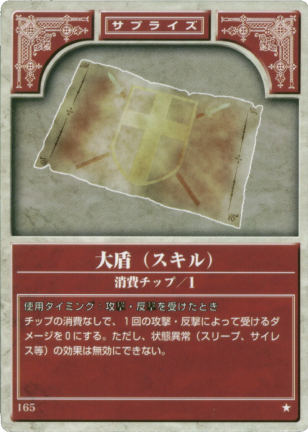 サプライズ
大盾（スキル）
消費チップ／1
使用タイミング：攻撃・反撃を受けたとき
チップの消費なしで、1回の攻撃・反撃によって受けるダ
メージを0にする。ただし、状態異常（スリープ、サイレ
ス等）の効果は無効にできない。
165
★